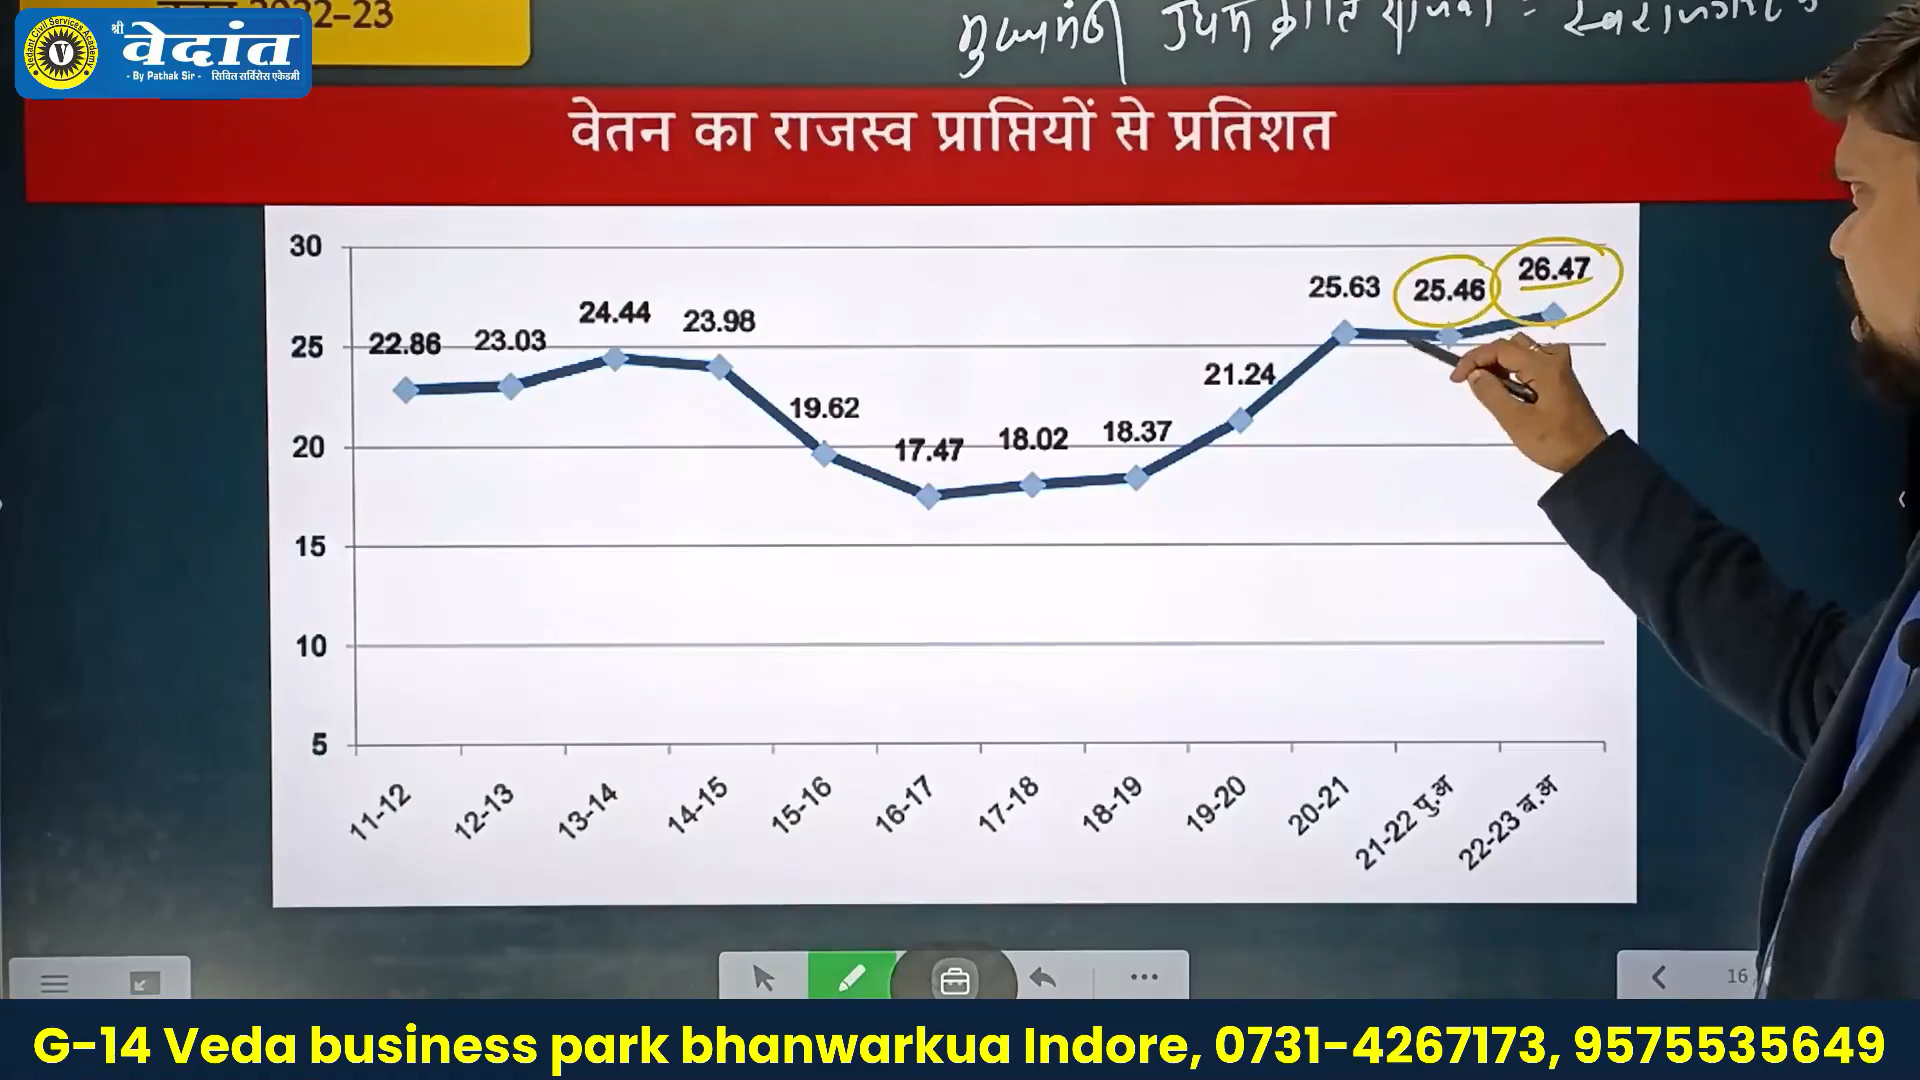 2022-23
श्री वेदांत
- By Pathak Sir - सिविल सर्विसेस एकेडमी
Vedant Civil Services Academy
V
वेतन का राजस्व प्राप्तियों से प्रतिशत
30
25
20
15
10
5
22.86 23.03 24.44 23.98 19.62 17.47 18.02 18.37 21.24 25.63 25.46 26.47
11-12 12-13 13-14 14-15 15-16 16-17 17-18 18-19 19-20 20-21 21-22 पु.अ 22-23 ब.अ
16
G-14 Veda business park bhanwarkua Indore, 0731-4267173, 9575535649